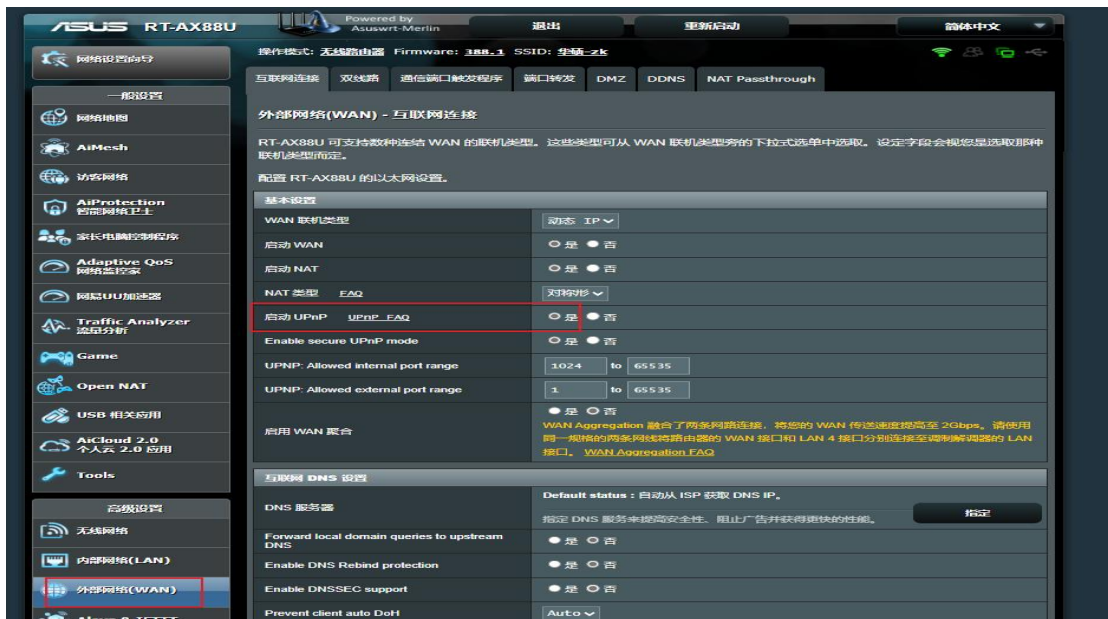 ASUS RT-AX88U
Powered by
Asuswrt-Merlin
退出
重新启动
简体中文
网络设置向导
操作模式: 无线路由器 Firmware: 388.1 SSID: 华硕-zk
互联网连接 双线路 通信端口触发程序 端口转发 DMZ DDNS NAT Passthrough
一般设置
网络地图
AiMesh
访客网络
AiProtection
智能网络卫士
家长电脑控制程序
Adaptive QoS
网络监控家
网易UU加速器
Traffic Analyzer
流量分析
Game
Open NAT
USB 相关应用
AiCloud 2.0
个人云 2.0 应用
Tools
高级设置
无线网络
内部网络(LAN)
外部网络(WAN)
外部网络(WAN) - 互联网连接
RT-AX88U 可支持数种连结 WAN 的联机类型。这些类型可从 WAN 联机类型旁的下拉式选单中选取。设定字段会视您是选取那种
联机类型而定。
配置 RT-AX88U 的以太网设置。
基本设置
WAN 联机类型 动态 IP
启动 WAN 是 否
启动 NAT 是 否
NAT 类型 FAQ 对称形
启动 UPnP UPnP FAQ 是 否
Enable secure UPnP mode 是 否
UPNP: Allowed internal port range 1024 to 65535
UPNP: Allowed external port range 1 to 65535
启用 WAN 聚合 是 否
WAN Aggregation 融合了两条网路连接，将您的 WAN 传送速度提高至 2Gbps。请使用
同一规格的两条网线将路由器的 WAN 接口和 LAN 4 接口分别连接至调制解调器的 LAN
接口。 WAN Aggregation FAQ
互联网 DNS 设置
DNS 服务器 Default status : 自动从 ISP 获取 DNS IP。
指定 DNS 服务来提高安全性、阻止广告并获得更快的性能。 指定
Forward local domain queries to upstream
DNS 是 否
Enable DNS Rebind protection 是 否
Enable DNSSEC support 是 否
Prevent client auto DoH Auto